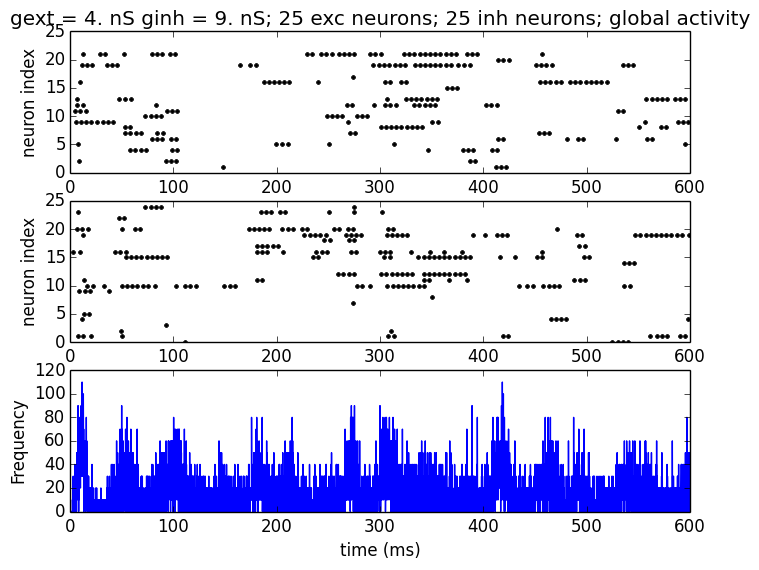 gext = 4. nS ginh = 9. nS; 25 exc neurons; 25 inh neurons; global activity
25
20
15
10
5
0
neuron index
0 100 200 300 400 500 600
25
20
15
10
5
0
neuron index
0 100 200 300 400 500 600
120
100
80
60
40
20
0
Frequency
0 100 200 300 400 500 600
time (ms)